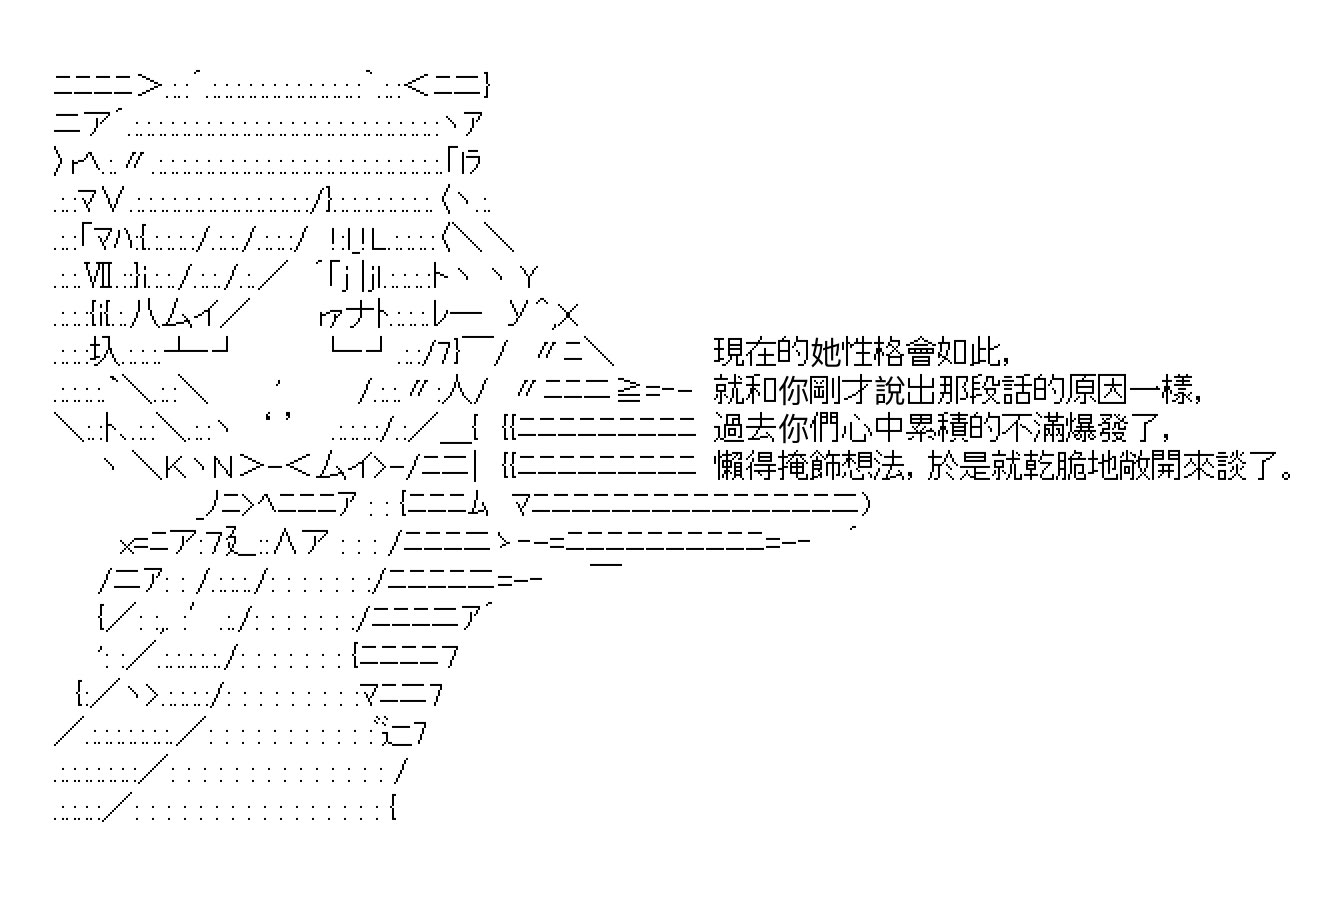 現在的她性格會如此,
就和你剛才說出那段話的原因一樣,
過去你們心中累積的不滿爆發了,
懶得掩飾想法, 於是就乾脆地敞開來談了。